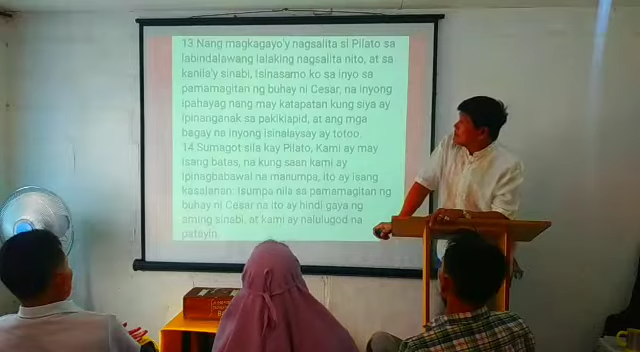 13 Nang magkagayo'y nagsalita si Pilato sa
labindalawang lalaking nagsalita nito, at sa
kanila'y sinabi, Isinasamo ko sa inyo sa
pamamagitan ng buhay ni Cesar, na inyong
ipahayag nang may katapatan kung siya ay
ipinanganak sa pakikiapid, at ang mga
bagay na inyong isinalaysay ay totoo.
14 Sumagot sila kay Pilato, Kami ay may
isang batas, na kung saan kami ay
ipinagbabawal na manumpa, ito ay isang
kasalanan: Isumpa nila sa pamamagitan ng
buhay ni Cesar na ito ay hindi gaya ng
aming sinabi, at kami ay nalulugod na
patayin.